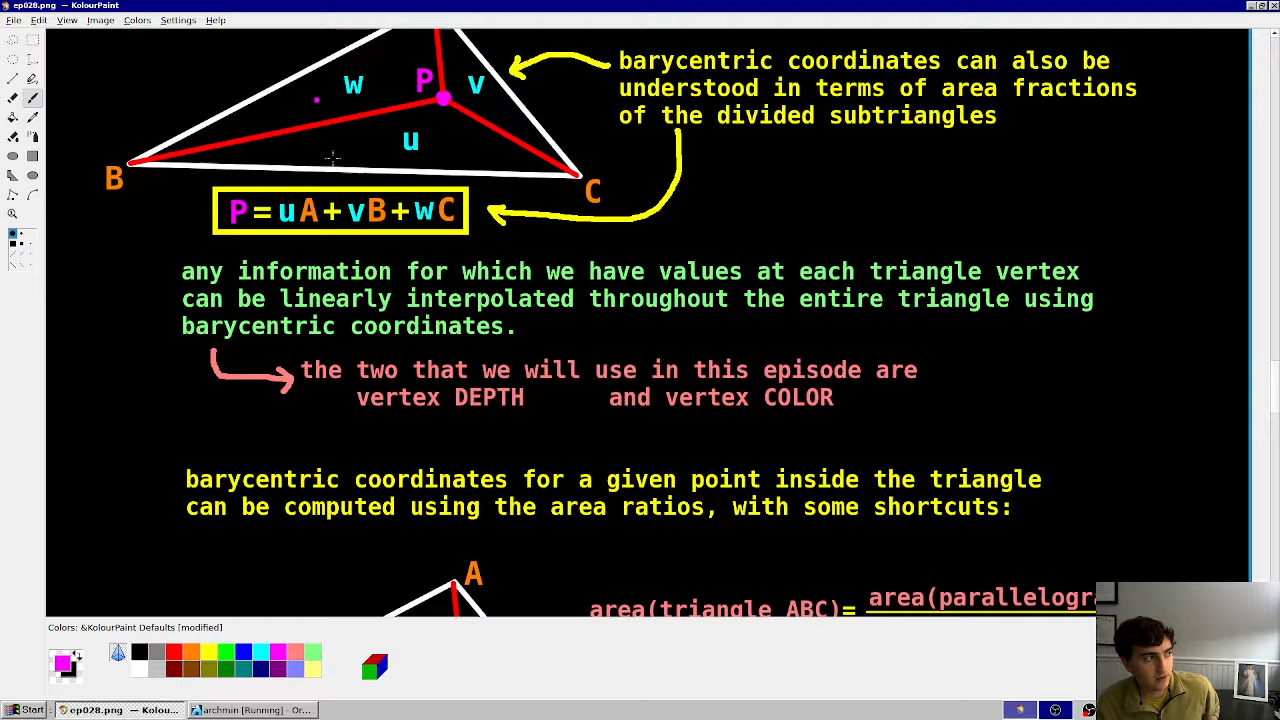 ep028.png — KolourPaint
File Edit View Image Colors Settings Help
w P v
u
B
C
barycentric coordinates can also be
understood in terms of area fractions
of the divided subtriangles
P=uA+vB+wC
any information for which we have values at each triangle vertex
can be linearly interpolated throughout the entire triangle using
barycentric coordinates.
the two that we will use in this episode are
vertex DEPTH and vertex COLOR
barycentric coordinates for a given point inside the triangle
can be computed using the area ratios, with some shortcuts:
A
area(triangle ABC)=
area(parallelogra
Colors: &KolourPaint Defaults [modified]
Start ep028.png — Kolou... archmin [Running] - Or...